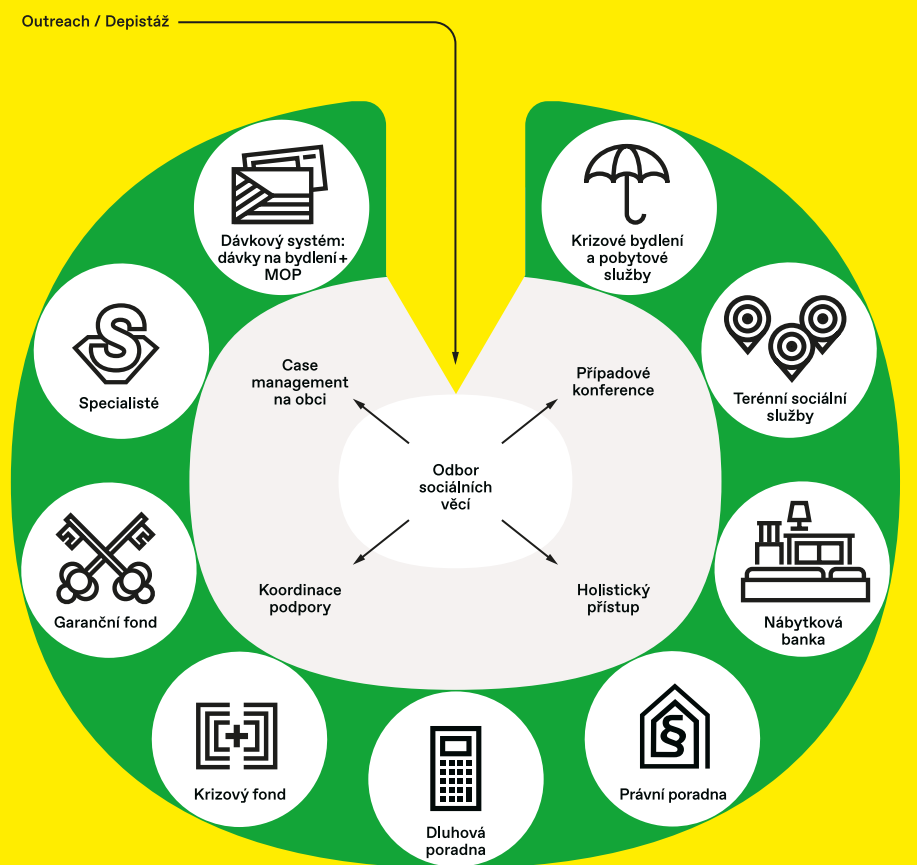 Outreach / Depistáž
Dávkový systém:
dávky na bydlení +
MOP
Krizové bydlení
a pobytové
služby
Specialisté
Terénní sociální
služby
Case
management
na obci
Případové
konference
Odbor
sociálních
věcí
Koordinace
podpory
Holistický
přístup
Garanční fond
Nábytková
banka
Krizový fond
Právní poradna
Dluhová
poradna